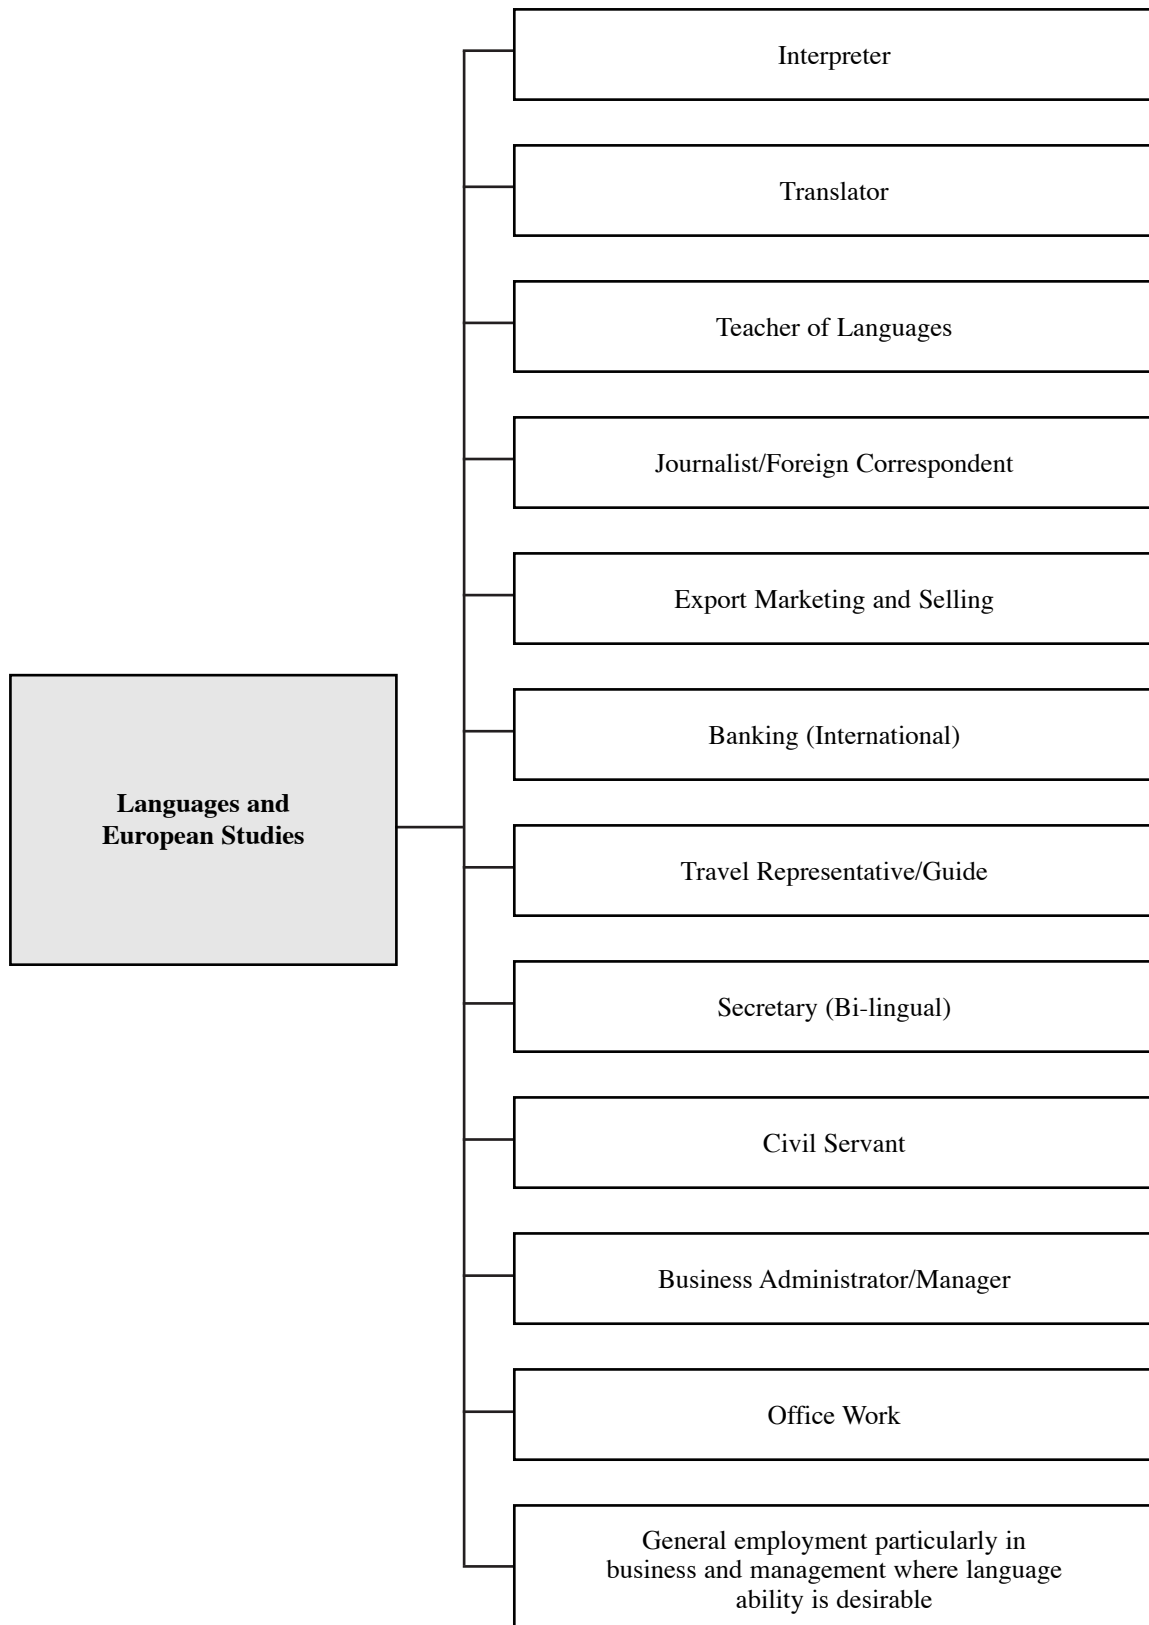 Interpreter
Translator
Teacher of Languages
Journalist/Foreign Correspondent
Export Marketing and Selling
Banking (International)
Languages and
European Studies
Travel Representative/Guide
Secretary (Bi-lingual)
Civil Servant
Business Administrator/Manager
Office Work
General employment particularly in
business and management where language
ability is desirable